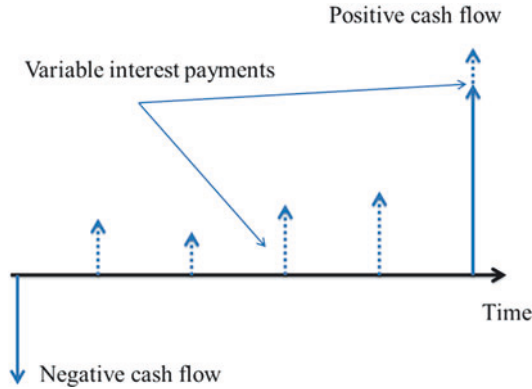 Positive cash flow
Variable interest payments
Time
Negative cash flow